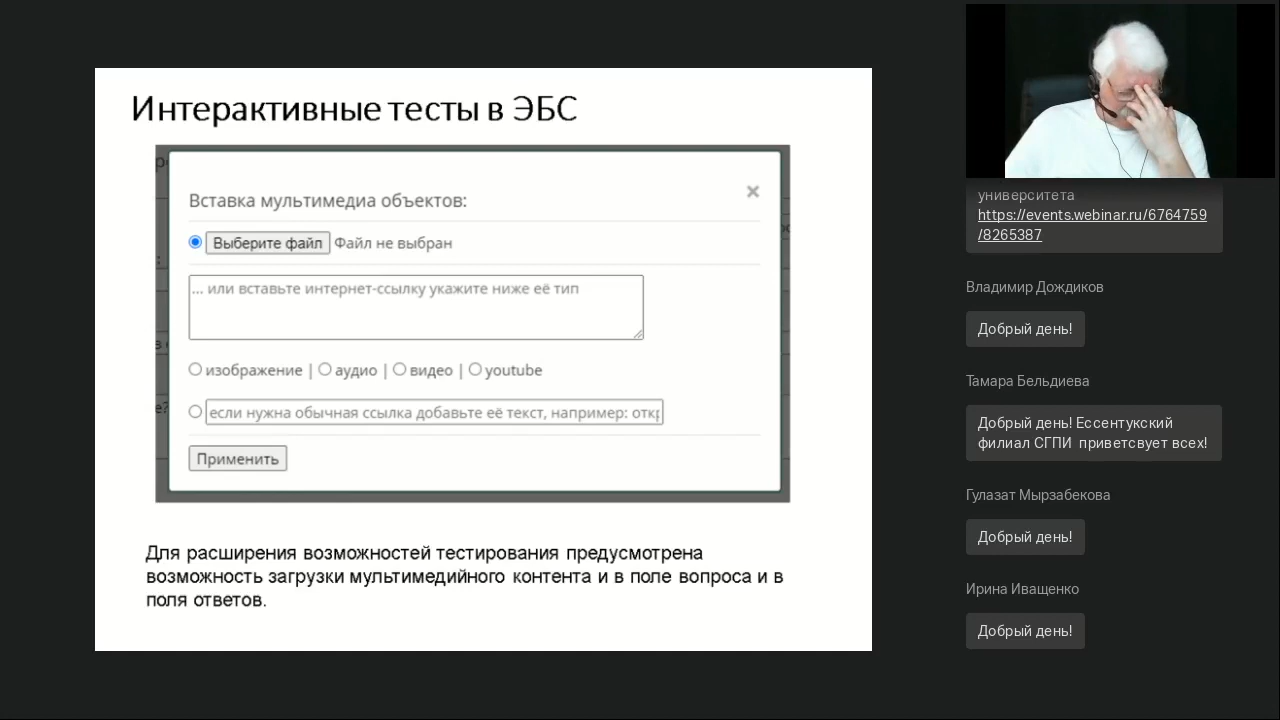 Интерактивные тесты в ЭБС
Вставка мультимедиа объектов:
Выберите файл Файл не выбран
... или вставьте интернет-ссылку укажите ниже её тип
изображение | аудио | видео | youtube
если нужна обычная ссылка добавьте её текст, например: откр
Применить
Для расширения возможностей тестирования предусмотрена
возможность загрузки мультимедийного контента и в поле вопроса и в
поля ответов.
университета
https://events.webinar.ru/6764759
/8265387
Владимир Дождиков
Добрый день!
Тамара Бельдиева
Добрый день! Ессентукский
филиал СГПИ  приветсвует всех!
Гулазат Мырзабекова
Добрый день!
Ирина Иващенко
Добрый день!